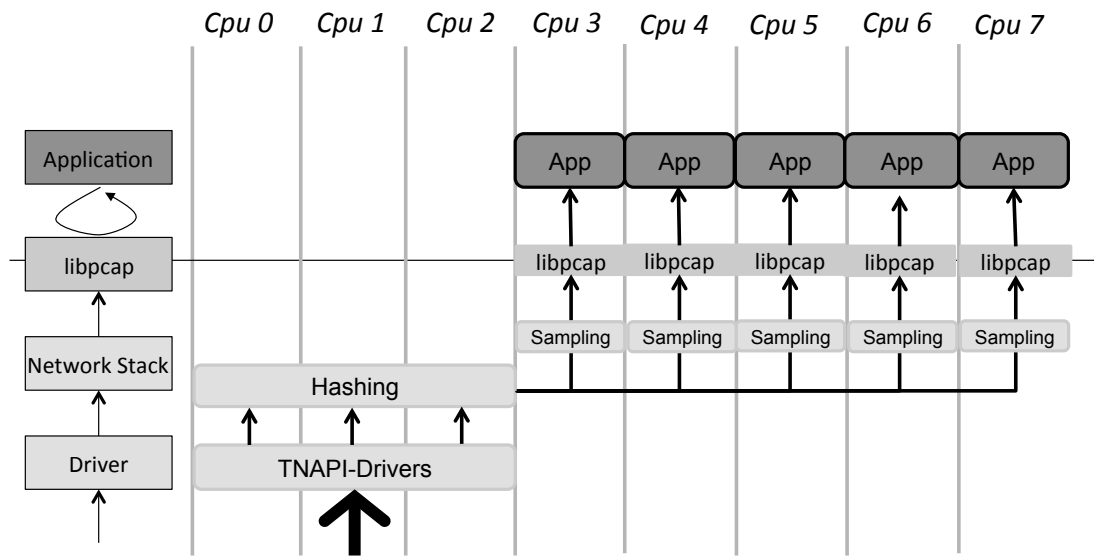 Cpu 0 Cpu 1 Cpu 2 Cpu 3 Cpu 4 Cpu 5 Cpu 6 Cpu 7
Application App App App App App
libpcap libpcap libpcap libpcap libpcap libpcap
Sampling Sampling Sampling Sampling Sampling
Network Stack Hashing
Driver TNAPI-Drivers